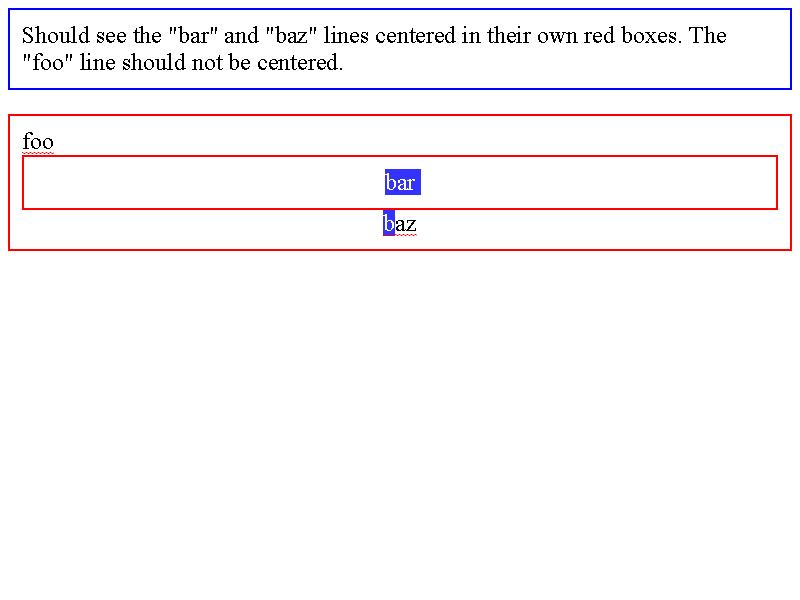 Should see the "bar" and "baz" lines centered in their own red boxes. The
"foo" line should not be centered.
foo
bar
baz